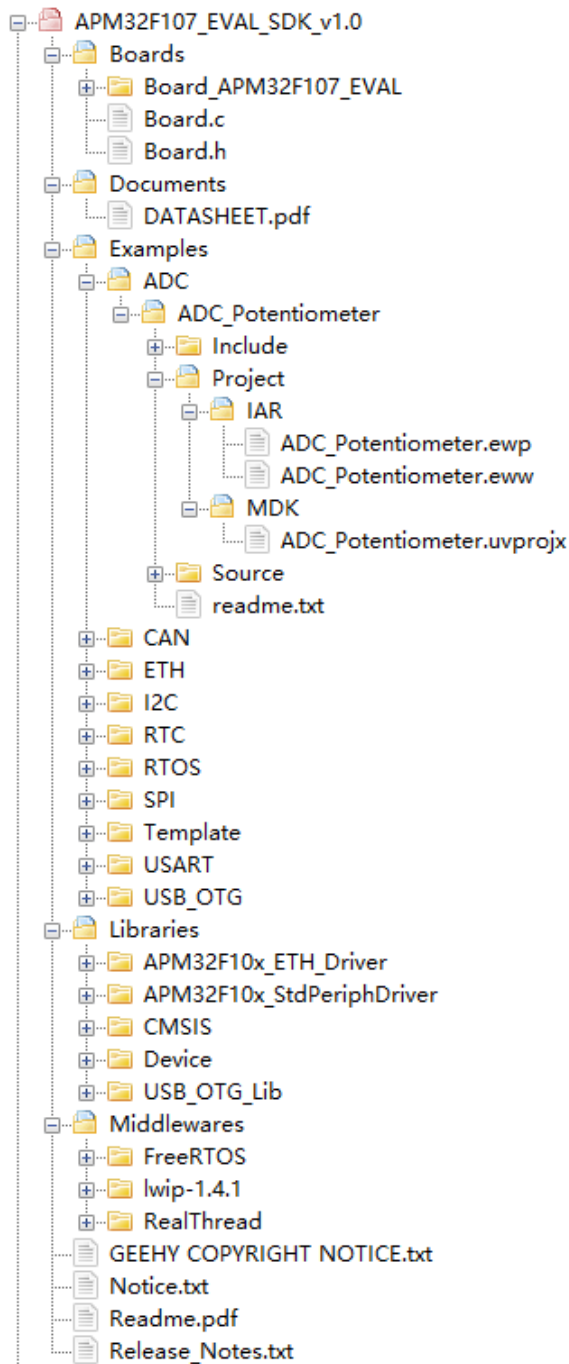 APM32F107_EVAL_SDK_v1.0
Boards
Board_APM32F107_EVAL
Board.c
Board.h
Documents
DATASHEET.pdf
Examples
ADC
ADC_Potentiometer
Include
Project
IAR
ADC_Potentiometer.ewp
ADC_Potentiometer.eww
MDK
ADC_Potentiometer.uvprojx
Source
readme.txt
CAN
ETH
I2C
RTC
RTOS
SPI
Template
USART
USB_OTG
Libraries
APM32F10x_ETH_Driver
APM32F10x_StdPeriphDriver
CMSIS
Device
USB_OTG_Lib
Middlewares
FreeRTOS
lwip-1.4.1
RealThread
GEEHY COPYRIGHT NOTICE.txt
Notice.txt
Readme.pdf
Release_Notes.txt